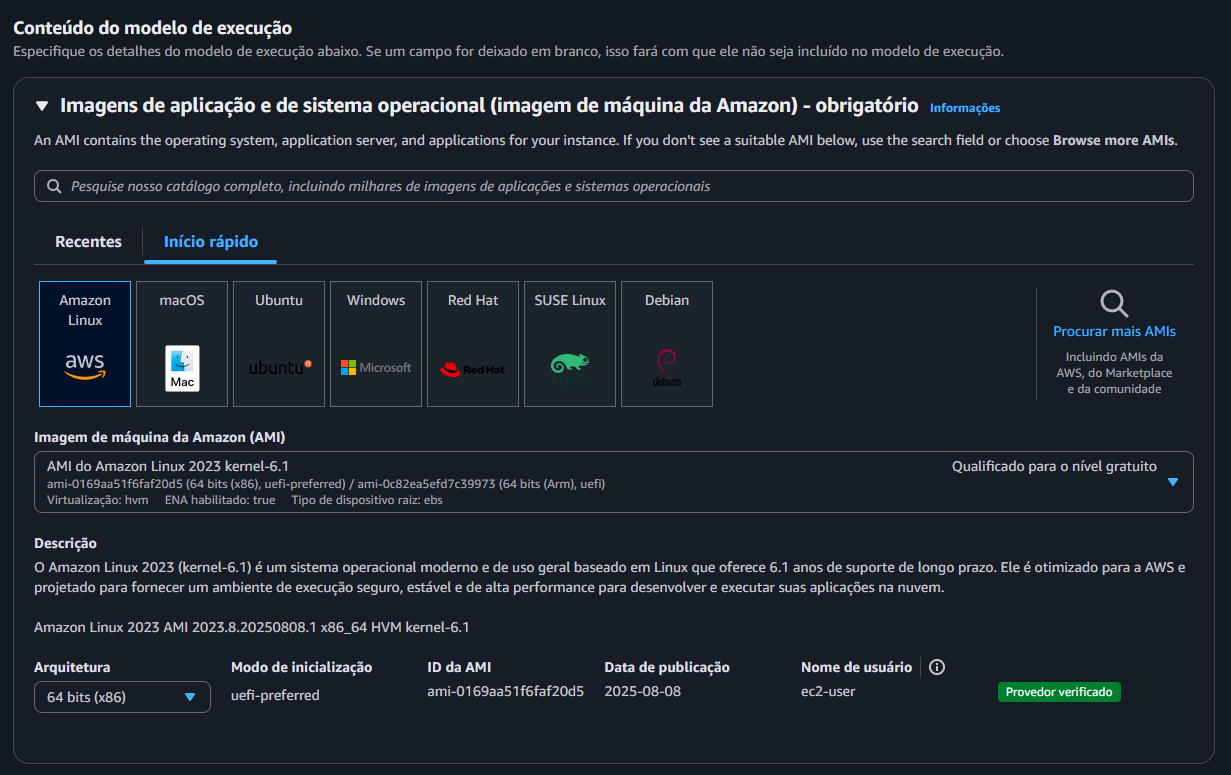 Conteúdo do modelo de execução
Especifique os detalhes do modelo de execução abaixo. Se um campo for deixado em branco, isso fará com que ele não seja incluído no modelo de execução.
Imagens de aplicação e de sistema operacional (imagem de máquina da Amazon) - obrigatório Informações
An AMI contains the operating system, application server, and applications for your instance. If you don't see a suitable AMI below, use the search field or choose Browse more AMIs.
Pesquise nosso catálogo completo, incluindo milhares de imagens de aplicações e sistemas operacionais
Recentes
Início rápido
Amazon
Linux
aws
macOS
Mac
Ubuntu
ubuntu
Windows
Microsoft
Red Hat
Red Hat
SUSE Linux
Debian
debian
Procurar mais AMIs
Incluindo AMIs da
AWS, do Marketplace
e da comunidade
Imagem de máquina da Amazon (AMI)
AMI do Amazon Linux 2023 kernel-6.1
Qualificado para o nível gratuito
ami-0169aa51f6faf20d5 (64 bits (x86), uefi-preferred) / ami-0c82ea5efd7c39973 (64 bits (Arm), uefi)
Virtualização: hvm ENA habilitado: true Tipo de dispositivo raiz: ebs
Descrição
O Amazon Linux 2023 (kernel-6.1) é um sistema operacional moderno e de uso geral baseado em Linux que oferece 6.1 anos de suporte de longo prazo. Ele é otimizado para a AWS e
projetado para fornecer um ambiente de execução seguro, estável e de alta performance para desenvolver e executar suas aplicações na nuvem.
Amazon Linux 2023 AMI 2023.8.20250808.1 x86_64 HVM kernel-6.1
Arquitetura
64 bits (x86)
Modo de inicialização
uefi-preferred
ID da AMI
ami-0169aa51f6faf20d5
Data de publicação
2025-08-08
Nome de usuário
ec2-user
Provedor verificado